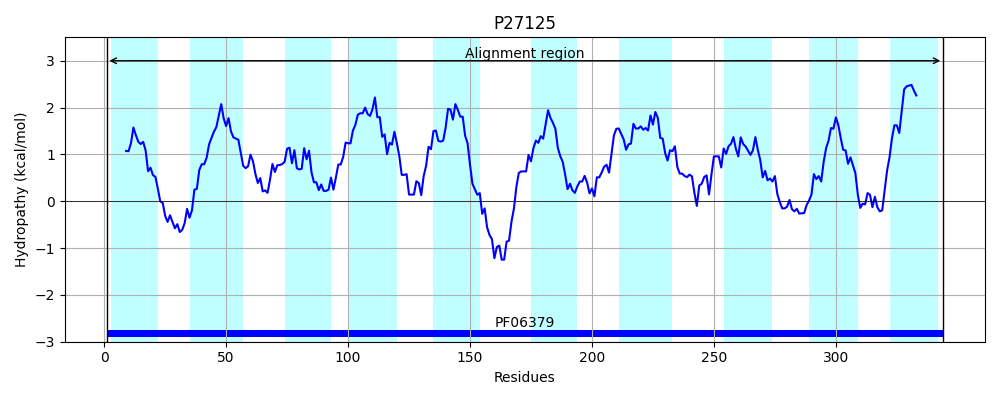 P27125
Hydropathy (kcal/mol)
3
2
1
0
−1
−2
−3
Alignment region
PF06379
0 50 100 150 200 250 300
Residues